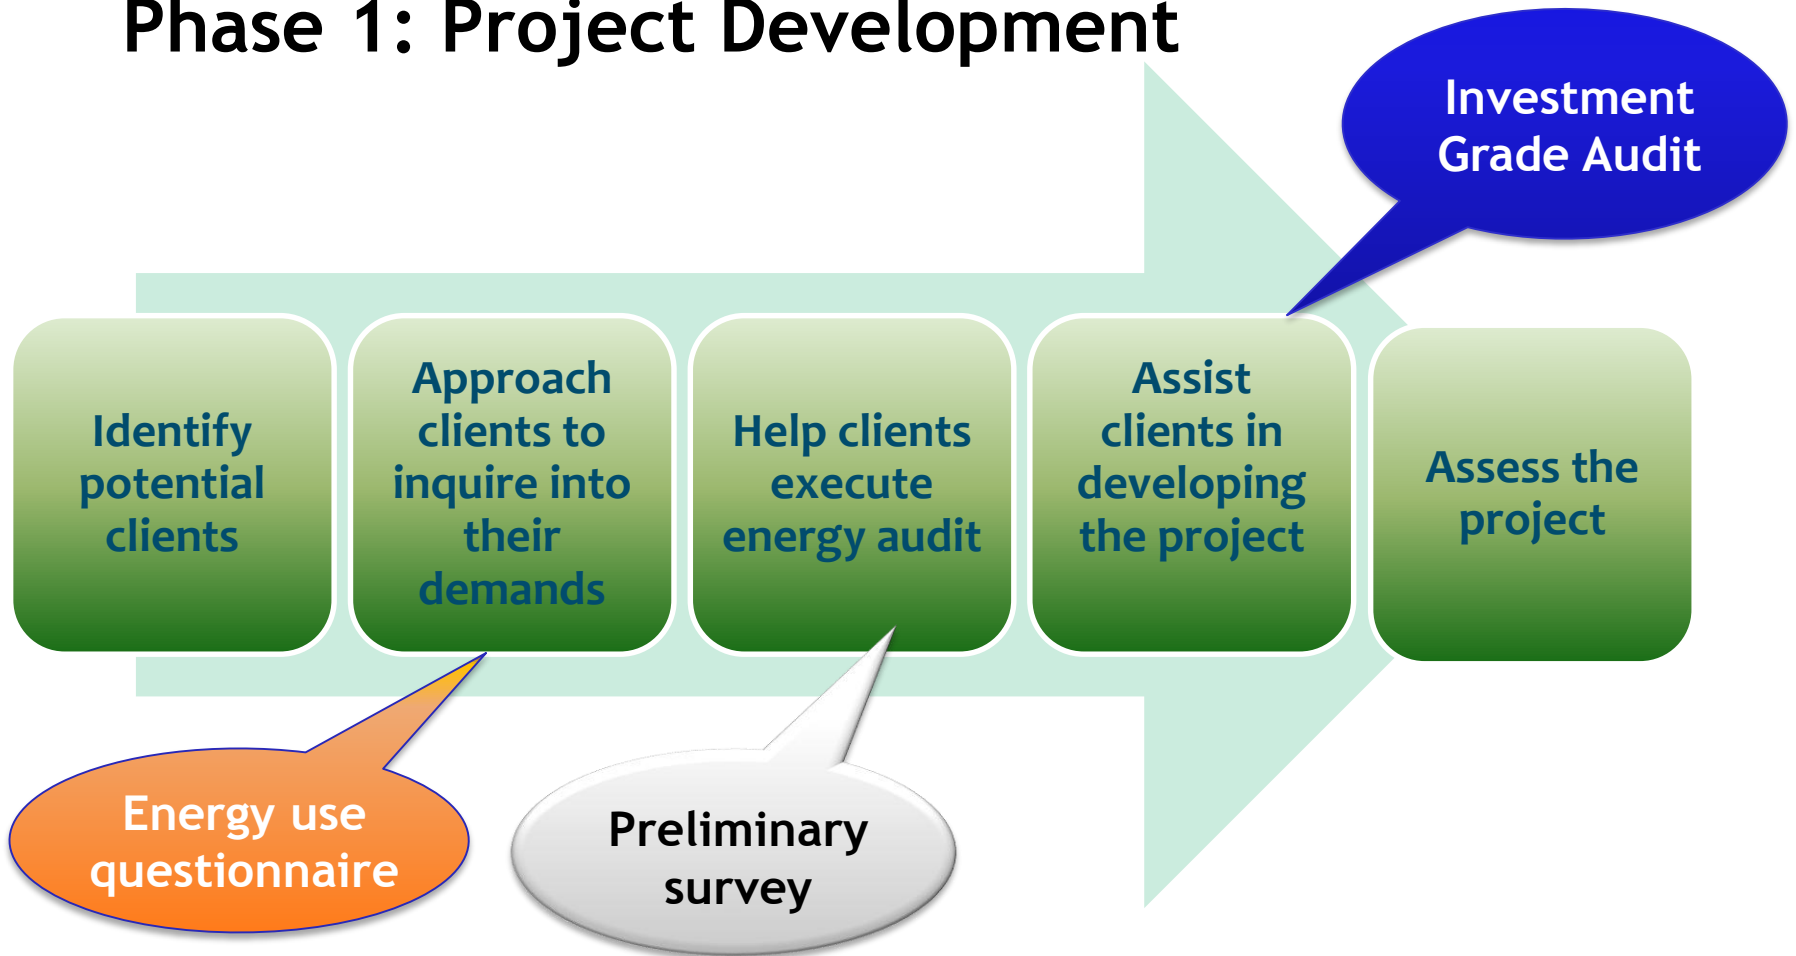 Phase 1: Project Development
Investment
Grade Audit
Identify
potential
clients
Approach
clients to
inquire into
their
demands
Help clients
execute
energy audit
Assist
clients in
developing
the project
Assess the
project
Energy use
questionnaire
Preliminary
survey